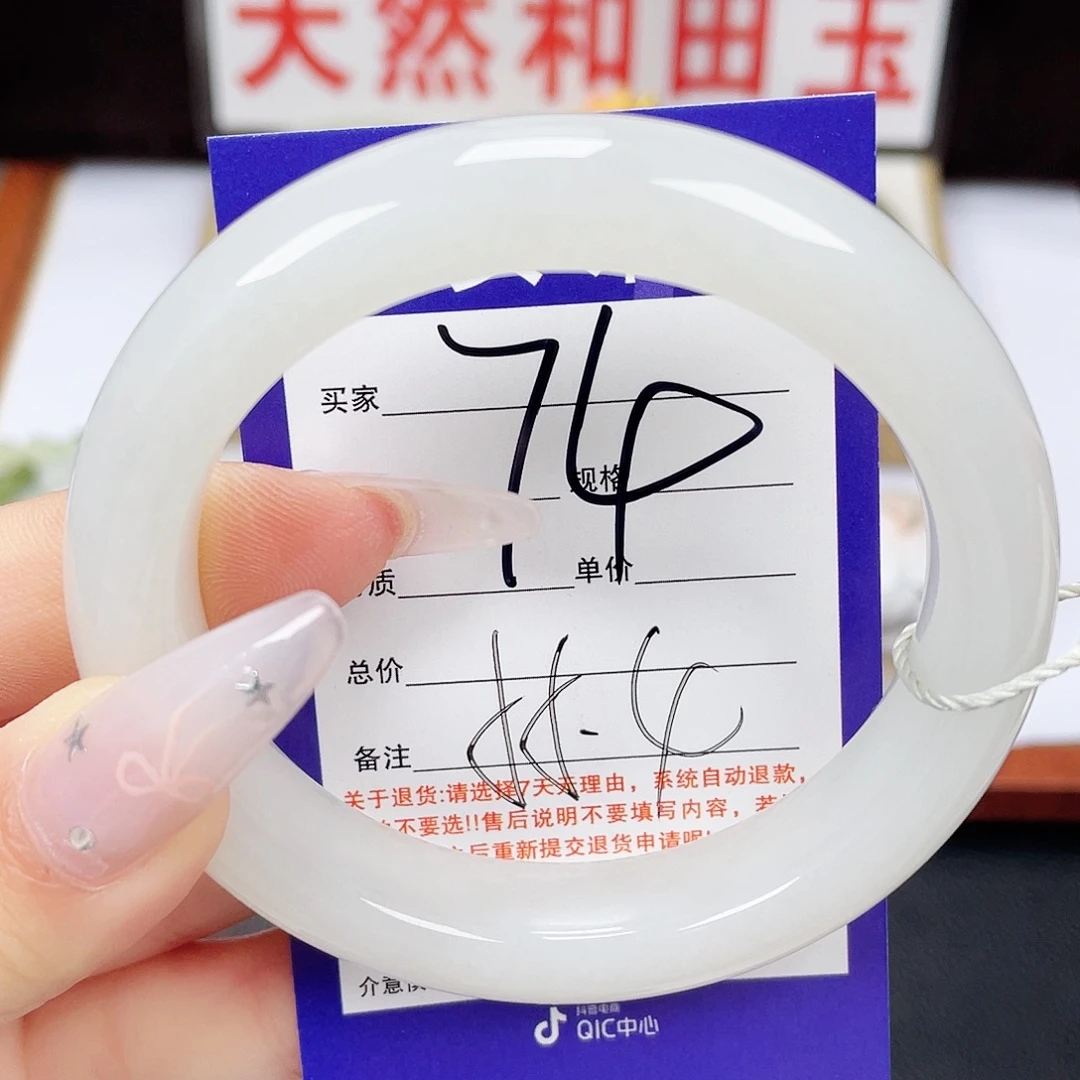 天然和田玉
买家
74
规格
质 单价
总价
备注
关于退货:请选择7天无理由，系统自动退款，
不要选!!售后说明不要填写内容，若
后重新提交退货申请呢
介意
抖音电商
QIC中心